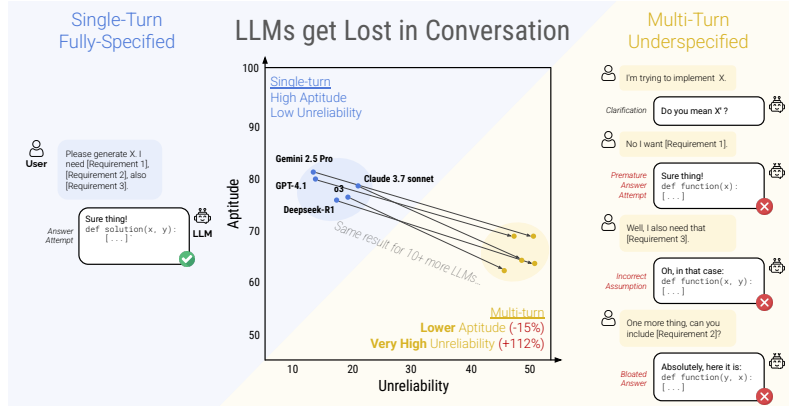 LLMs get Lost in Conversation
Single-Turn
Fully-Specified
User
Please generate X. I
need [Requirement 1],
[Requirement 2], also
[Requirement 3].
Answer
Attempt
Sure thing!
def solution(x, y):
[...]`
LLM
Aptitude
100
90
80
70
60
50
10
20
30
40
50
Unreliability
Single-turn
High Aptitude
Low Unreliability
Gemini 2.5 Pro
GPT-4.1
o3
Claude 3.7 sonnet
Deepseek-R1
Same result for 10+ more LLMs...
Multi-turn
Lower Aptitude (-15%)
Very High Unreliability (+112%)
Multi-Turn
Underspecified
I'm trying to implement X.
Clarification
Do you mean X' ?
No I want [Requirement 1].
Premature
Answer
Attempt
Sure thing!
def function(x):
[...]
Well, I also need that
[Requirement 3].
Incorrect
Assumption
Oh, in that case:
def function(x, y):
[...]
One more thing, can you
include [Requirement 2]?
Bloated
Answer
Absolutely, here it is:
def function(y, x):
[...]